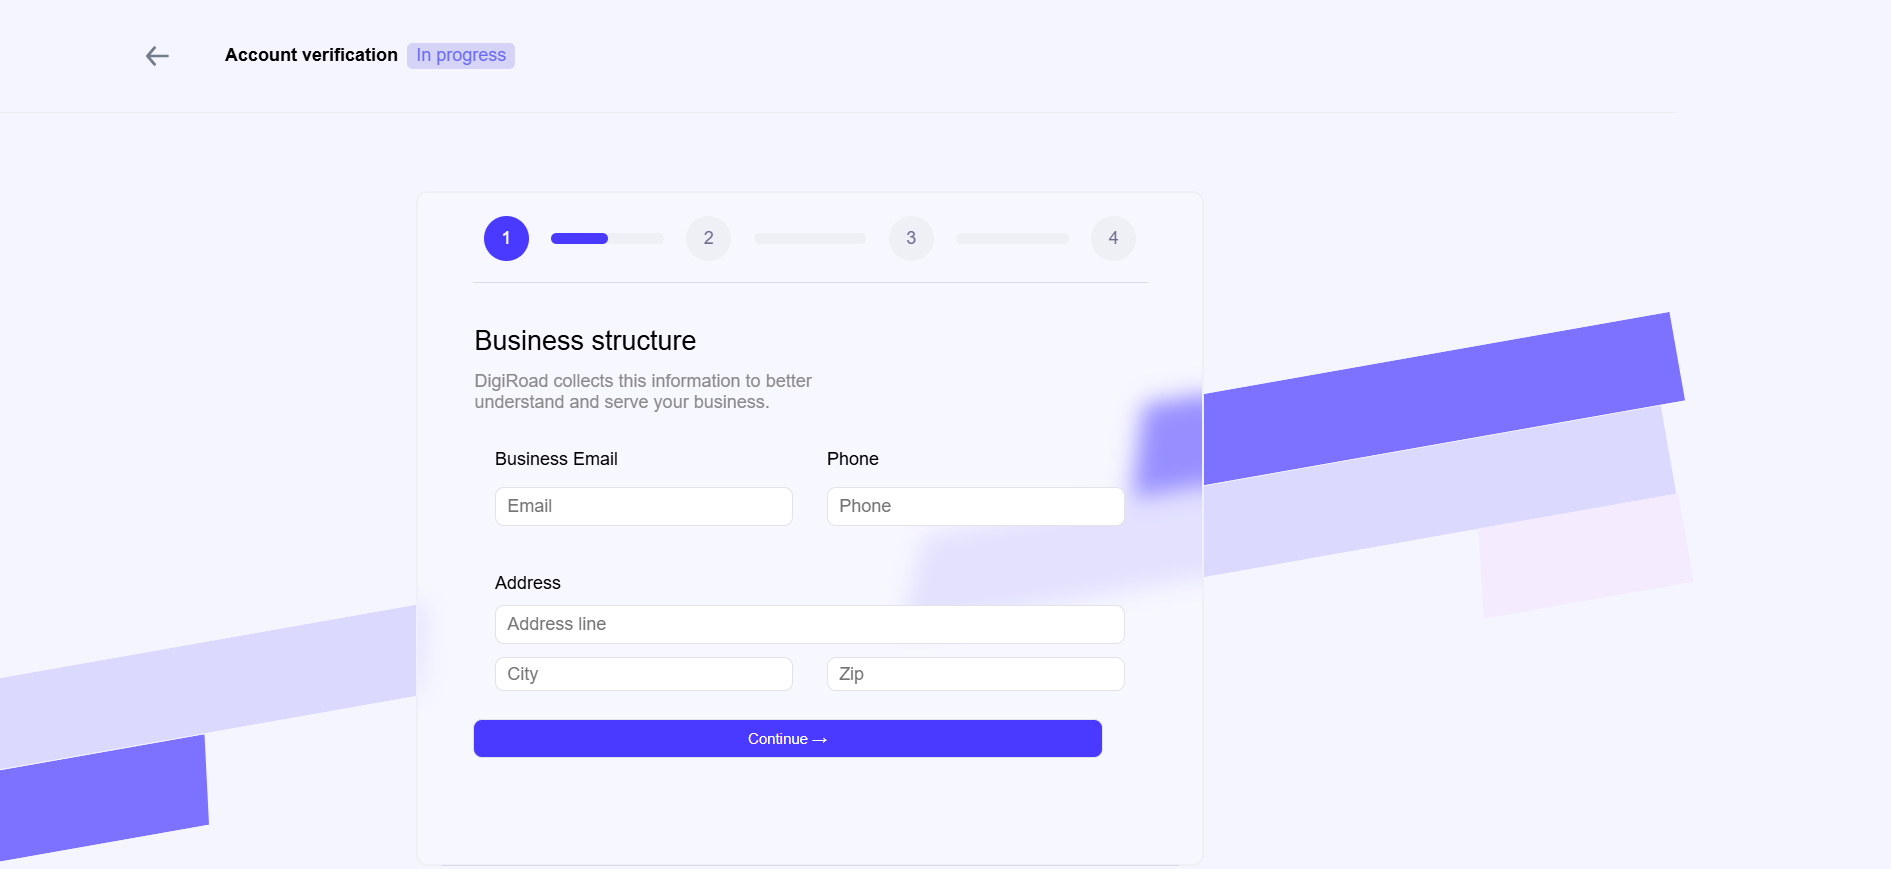 Account verification In progress
1 2 3 4
Business structure
DigiRoad collects this information to better
understand and serve your business.
Business Email Phone
Email Phone
Address
Address line
City Zip
Continue →